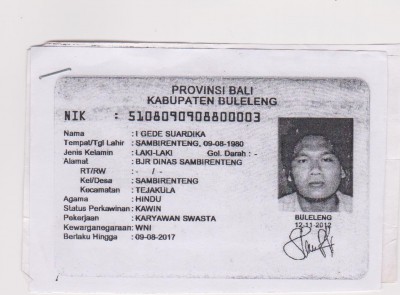 PROVINSI BALI
KABUPATEN BULELENG
NIK : 5108090908800003
Nama : I GEDE SUARDIKA
Tempat/Tgl Lahir : SAMBIRENTENG, 09-08-1980
Jenis Kelamin : LAKI-LAKI Gol. Darah : -
Alamat : BJR DINAS SAMBIRENTENG
RT/RW : - / -
Kel/Desa : SAMBIRENTENG
Kecamatan : TEJAKULA
Agama : HINDU
Status Perkawinan : KAWIN
Pekerjaan : KARYAWAN SWASTA
Kewarganegaraan : WNI
Berlaku Hingga : 09-08-2017
BULELENG
12-11-2012